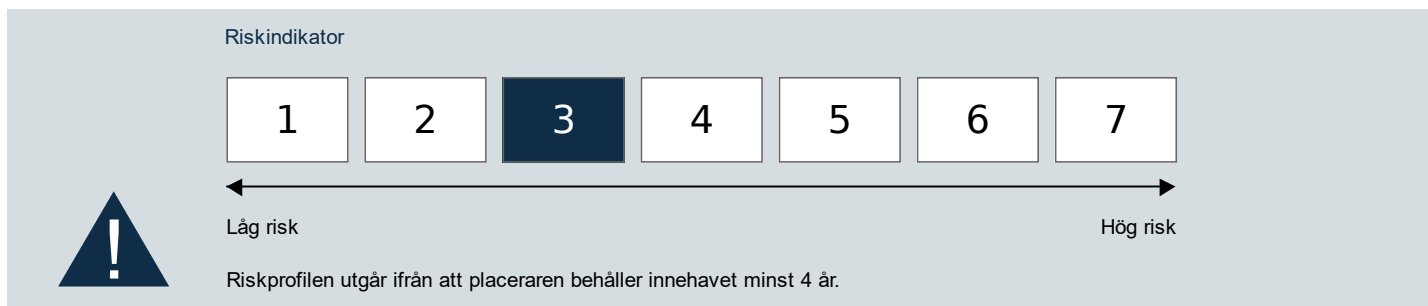 Riskindikator
1 2 3 4 5 6 7
Låg risk Hög risk
!
Riskprofilen utgår ifrån att placeraren behåller innehavet minst 4 år.